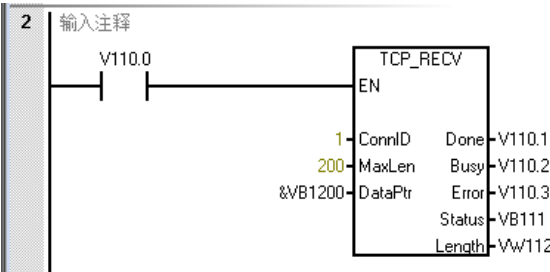 2 输入注释
V110.0
TCP_RECV
EN
1 ConnID Done V110.1
200 MaxLen Busy V110.2
&VB1200 DataPtr Error V110.3
Status VB111
Length VW112